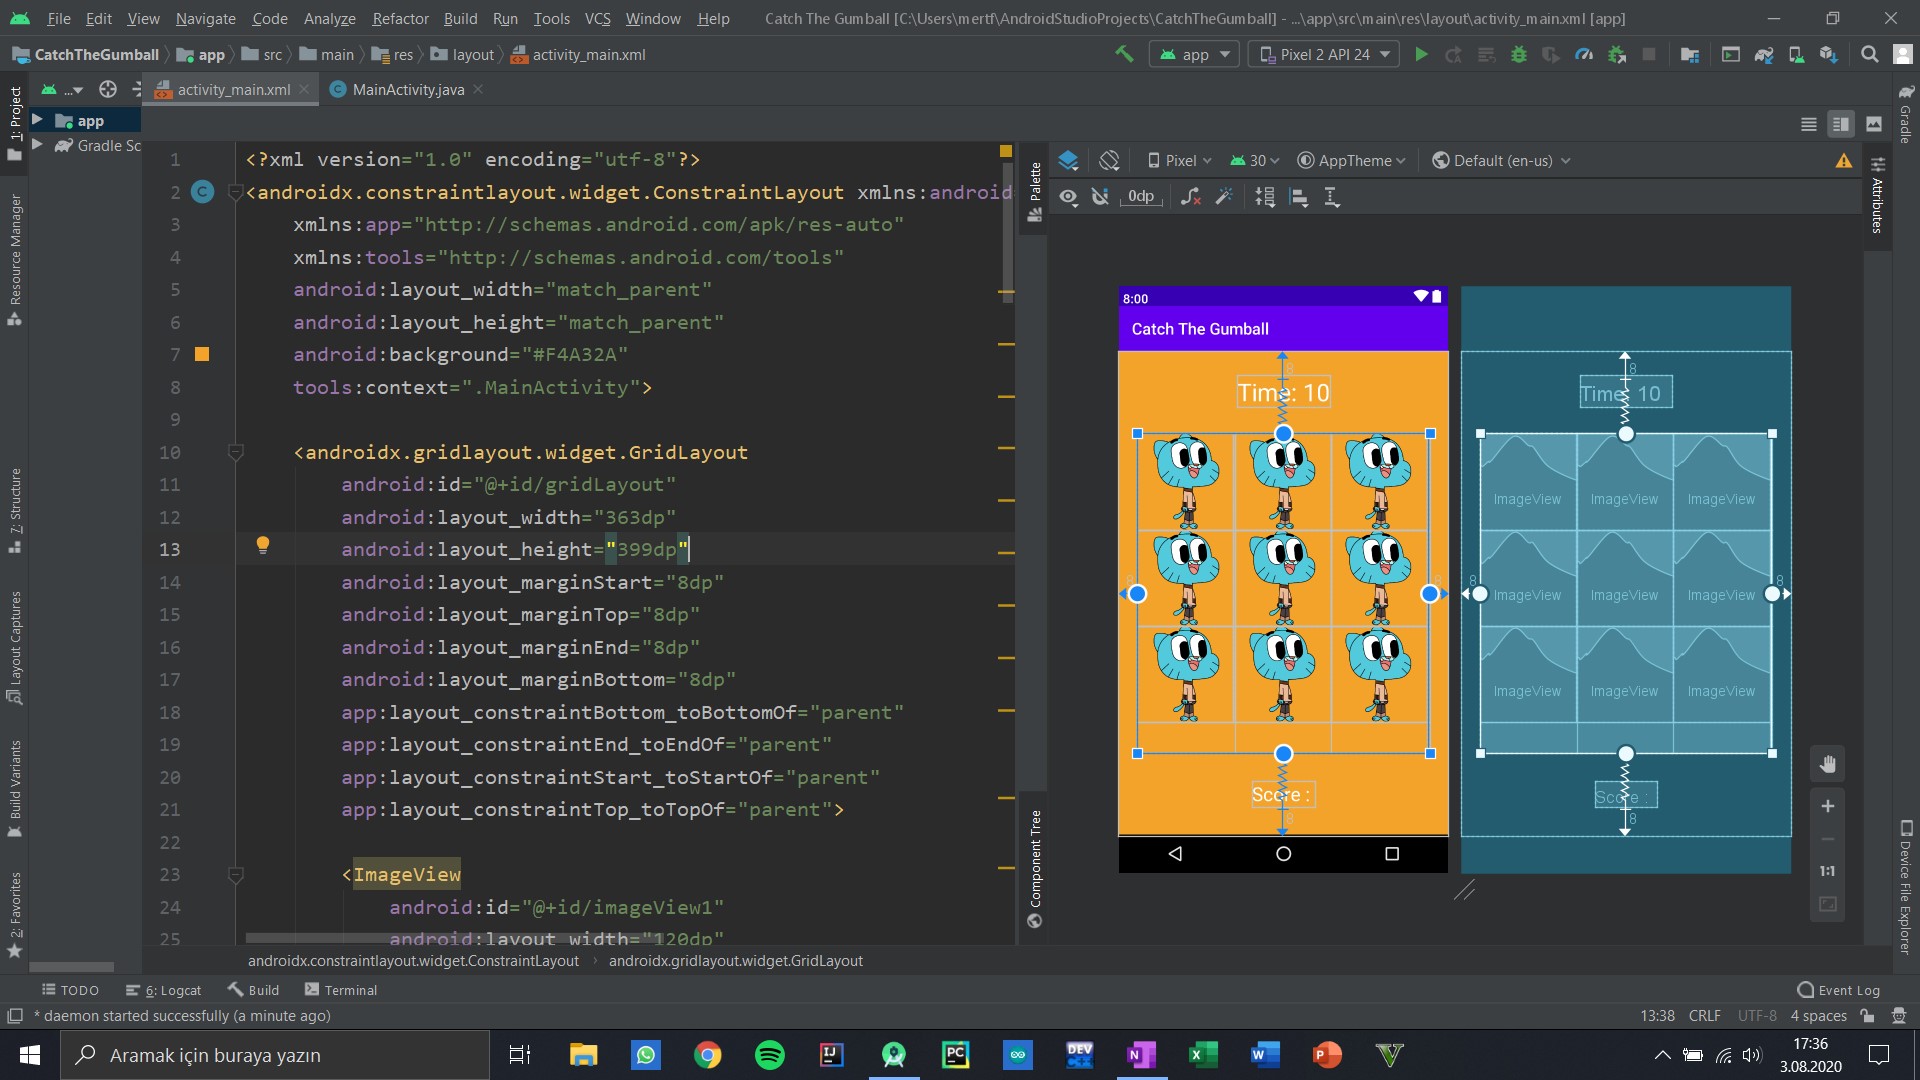 File Edit View Navigate Code Analyze Refactor Build Run Tools VCS Window Help Catch The Gumball [C:\Users\mertf\AndroidStudioProjects\CatchTheGumball] - ...\app\src\main\res\layout\activity_main.xml [app]
CatchTheGumball app src main res layout activity_main.xml app Pixel 2 API 24
... activity_main.xml MainActivity.java
1: Project
Resource Manager
7: Structure
Layout Captures
Build Variants
2: Favorites
app
Gradle Sc
1 <?xml version="1.0" encoding="utf-8"?>
2 <androidx.constraintlayout.widget.ConstraintLayout xmlns:android
3 xmlns:app="http://schemas.android.com/apk/res-auto"
4 xmlns:tools="http://schemas.android.com/tools"
5 android:layout_width="match_parent"
6 android:layout_height="match_parent"
7 android:background="#F4A32A"
8 tools:context=".MainActivity">
9
10 <androidx.gridlayout.widget.GridLayout
11 android:id="@+id/gridLayout"
12 android:layout_width="363dp"
13 android:layout_height="399dp"
14 android:layout_marginStart="8dp"
15 android:layout_marginTop="8dp"
16 android:layout_marginEnd="8dp"
17 android:layout_marginBottom="8dp"
18 app:layout_constraintBottom_toBottomOf="parent"
19 app:layout_constraintEnd_toEndOf="parent"
20 app:layout_constraintStart_toStartOf="parent"
21 app:layout_constraintTop_toTopOf="parent">
22
23 <ImageView
24 android:id="@+id/imageView1"
25 android:layout_width="120dp"
androidx.constraintlayout.widget.ConstraintLayout androidx.gridlayout.widget.GridLayout
Palette
Component Tree
Pixel 30 AppTheme Default (en-us)
0dp
8:00
Catch The Gumball
8
Time: 10
8 8
Score :
8
8
Time: 10
ImageView ImageView ImageView
8 8
ImageView ImageView ImageView
ImageView ImageView ImageView
Score :
8
1:1
Gradle
Attributes
Device File Explorer
TODO 6: Logcat Build Terminal Event Log
* daemon started successfully (a minute ago) 13:38 CRLF UTF-8 4 spaces
Aramak için buraya yazın
IJ PC DEV C++ N X W P V
17:36
3.08.2020